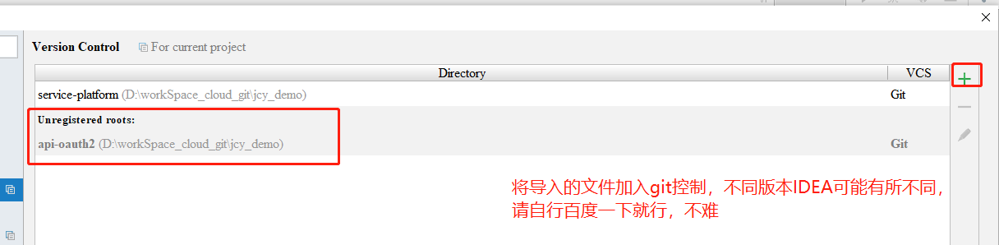 Version Control For current project
Directory VCS
service-platform (D:\workSpace_cloud_git\jcy_demo) Git
Unregistered roots:
api-oauth2 (D:\workSpace_cloud_git\jcy_demo) Git
将导入的文件加入git控制，不同版本IDEA可能有所不同，
请自行百度一下就行，不难